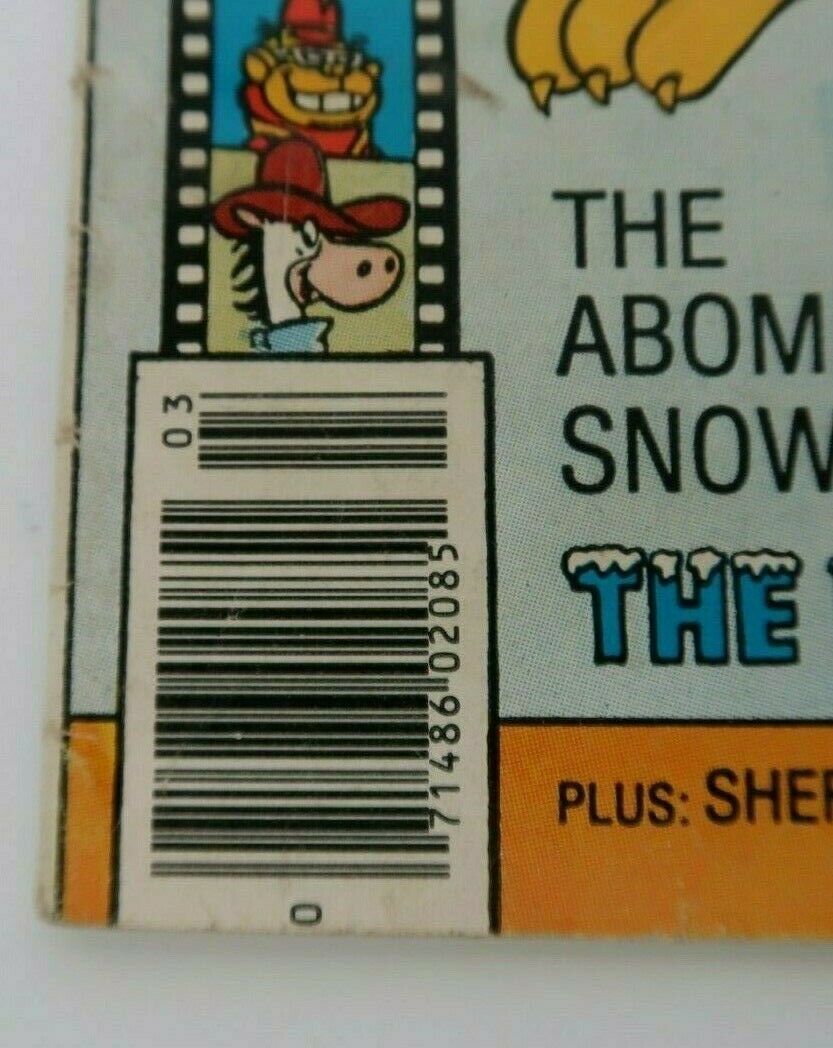 THE
ABOM
SNOW
THE
PLUS: SHE
03
71486 02085
0